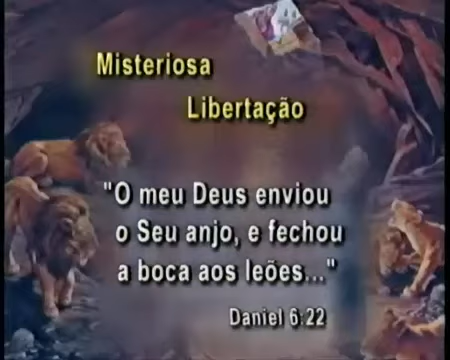 Misteriosa
Libertação
"O meu Deus enviou
o Seu anjo, e fechou
a boca aos leões..."
Daniel 6:22